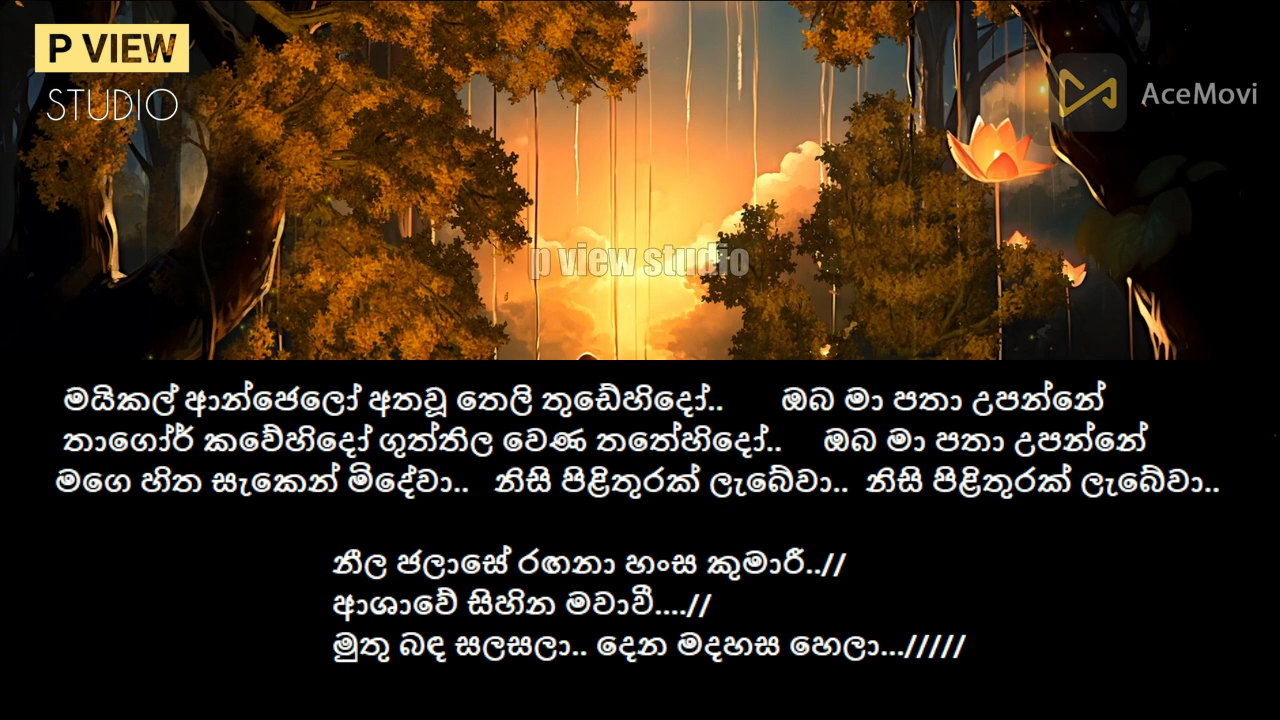 P VIEW
STUDIO
AceMovi
p view studio
මයිකල් ආන්ජෙලෝ අතවූ තෙලි තුඩේහිදෝ.. ඔබ මා පතා උපන්නේ
තාගෝර් කවේහිදෝ ගුත්තිල වෙණ තතේහිදෝ.. ඔබ මා පතා උපන්නේ
මගෙ හිත සැකෙන් මිදේවා.. නිසි පිළිතුරක් ලැබේවා.. නිසි පිළිතුරක් ලැබේවා..
නීල ජලාසේ රඟනා හංස කුමාරී..//
ආශාවේ සිහින මවාවී....//
මුතු බඳ සලසලා.. දෙන මදහස හෙලා.../////